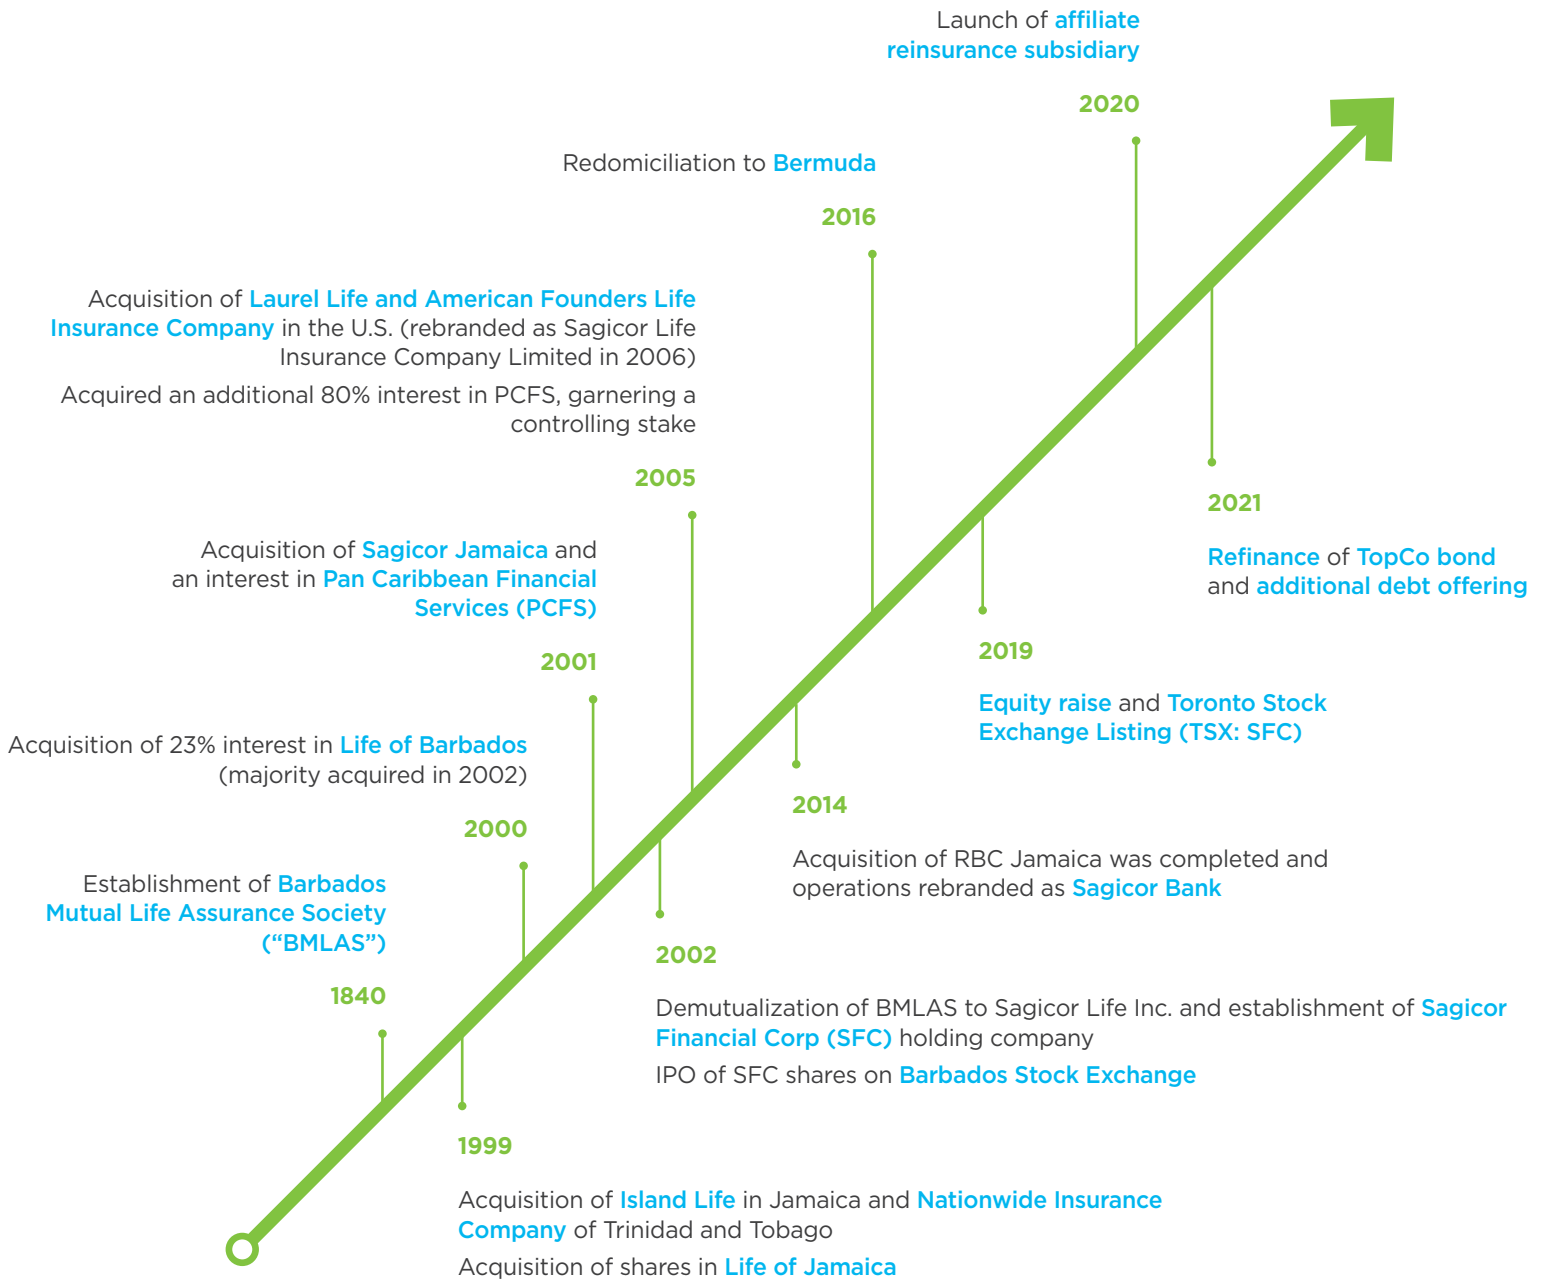 Launch of affiliate
reinsurance subsidiary
2020
Redomiciliation to Bermuda
2016
Acquisition of Laurel Life and American Founders Life
Insurance Company in the U.S. (rebranded as Sagicor Life
Insurance Company Limited in 2006)
Acquired an additional 80% interest in PCFS, garnering a
controlling stake
2005
Acquisition of Sagicor Jamaica and
an interest in Pan Caribbean Financial
Services (PCFS)
2001
Acquisition of 23% interest in Life of Barbados
(majority acquired in 2002)
2000
Establishment of Barbados
Mutual Life Assurance Society
(“BMLAS”)
1840
2021
Refinance of TopCo bond
and additional debt offering
2019
Equity raise and Toronto Stock
Exchange Listing (TSX: SFC)
2014
Acquisition of RBC Jamaica was completed and
operations rebranded as Sagicor Bank
2002
Demutualization of BMLAS to Sagicor Life Inc. and establishment of Sagicor
Financial Corp (SFC) holding company
IPO of SFC shares on Barbados Stock Exchange
1999
Acquisition of Island Life in Jamaica and Nationwide Insurance
Company of Trinidad and Tobago
Acquisition of shares in Life of Jamaica